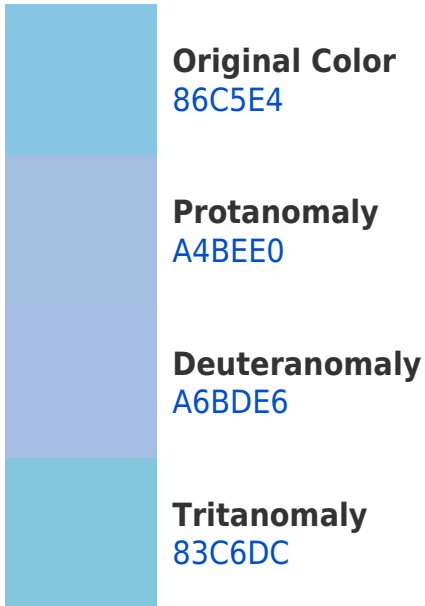 Original Color
86C5E4
Protanomaly
A4BEE0
Deuteranomaly
A6BDE6
Tritanomaly
83C6DC